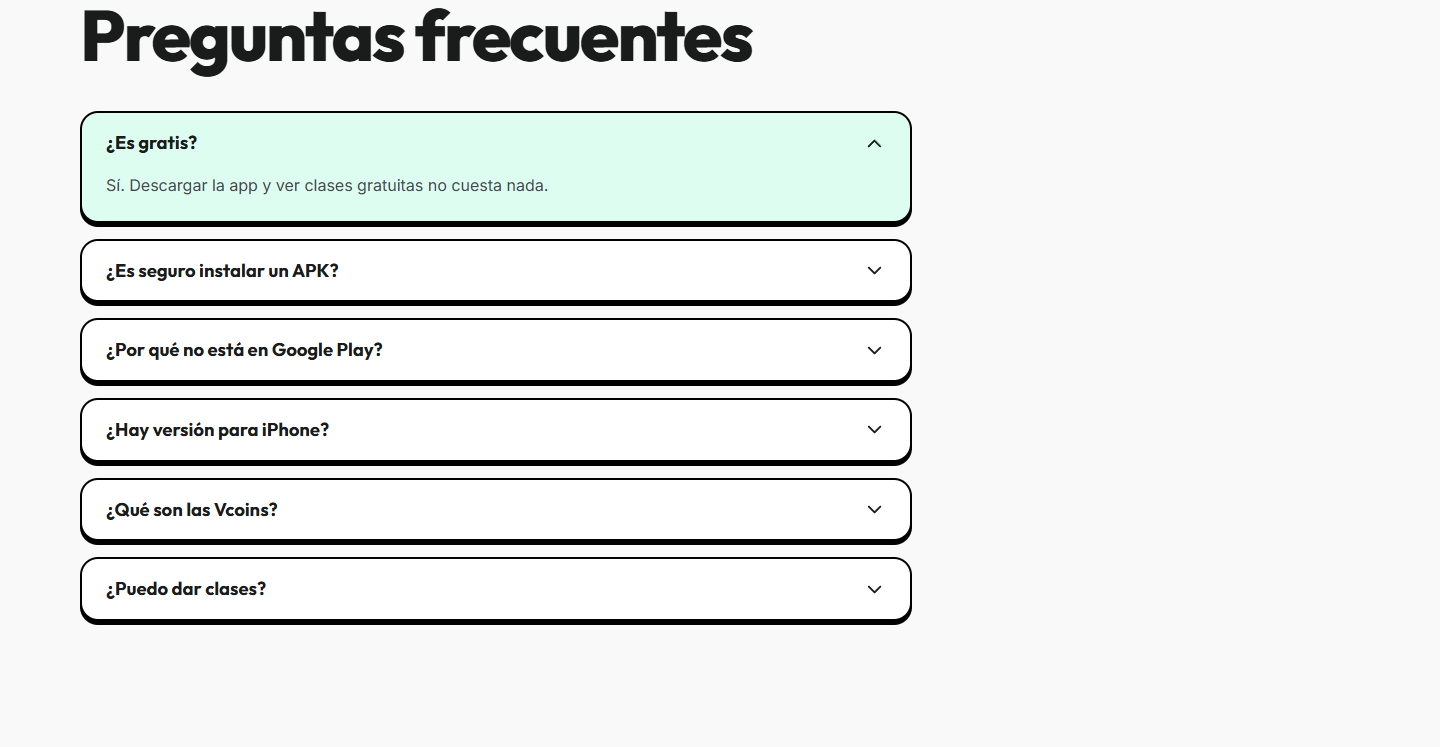 Preguntas frecuentes
¿Es gratis?
Sí. Descargar la app y ver clases gratuitas no cuesta nada.
¿Es seguro instalar un APK?
¿Por qué no está en Google Play?
¿Hay versión para iPhone?
¿Qué son las Vcoins?
¿Puedo dar clases?